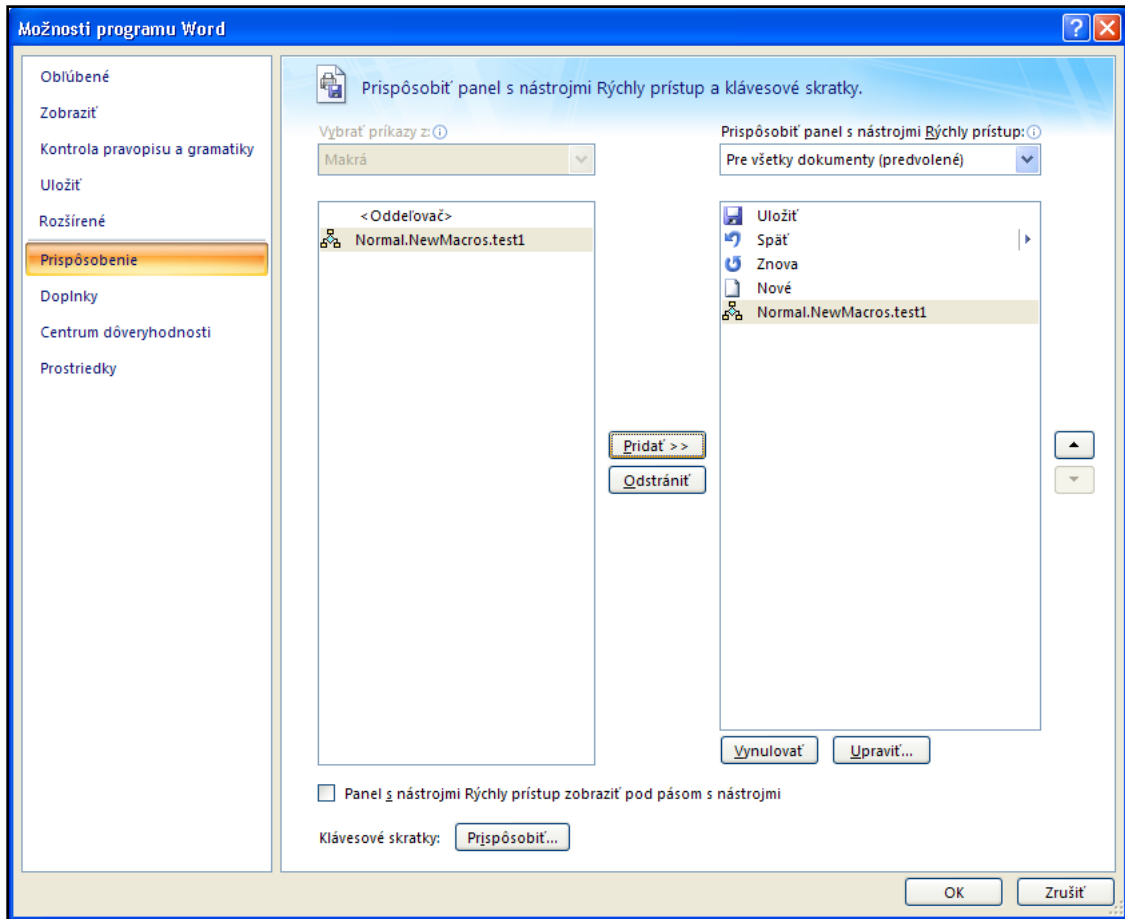 Možnosti programu Word
Obľúbené
Zobraziť
Kontrola pravopisu a gramatiky
Uložiť
Rozšírené
Prispôsobenie
Doplnky
Centrum dôveryhodnosti
Prostriedky
Prispôsobiť panel s nástrojmi Rýchly prístup a klávesové skratky.
Vybrať príkazy z:
Makrá
<Oddeľovač>
Normal.NewMacros.test1
Pridať >>
Odstrániť
Prispôsobiť panel s nástrojmi Rýchly prístup:
Pre všetky dokumenty (predvolené)
Uložiť
Späť
Znova
Nové
Normal.NewMacros.test1
Vynulovať
Upraviť...
Panel s nástrojmi Rýchly prístup zobraziť pod pásom s nástrojmi
Klávesové skratky:
Prispôsobiť...
OK
Zrušiť